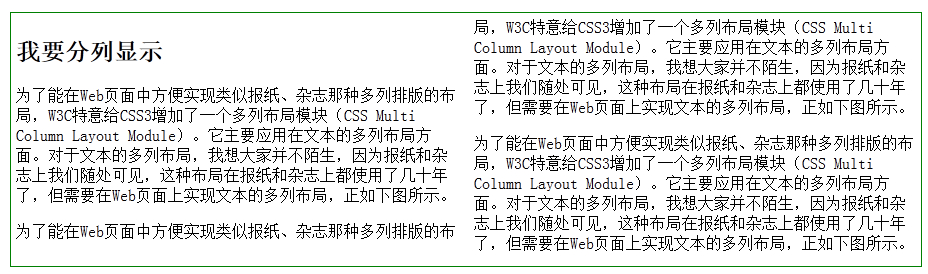 我要分列显示
为了能在Web页面中方便实现类似报纸、杂志那种多列排版的布
局，W3C特意给CSS3增加了一个多列布局模块（CSS Multi
Column Layout Module）。它主要应用在文本的多列布局方
面。对于文本的多列布局，我想大家并不陌生，因为报纸和杂
志上我们随处可见，这种布局在报纸和杂志上都使用了几十年
了，但需要在Web页面上实现文本的多列布局，正如下图所示。
为了能在Web页面中方便实现类似报纸、杂志那种多列排版的布
局，W3C特意给CSS3增加了一个多列布局模块（CSS Multi
Column Layout Module）。它主要应用在文本的多列布局方
面。对于文本的多列布局，我想大家并不陌生，因为报纸和杂
志上我们随处可见，这种布局在报纸和杂志上都使用了几十年
了，但需要在Web页面上实现文本的多列布局，正如下图所示。
为了能在Web页面中方便实现类似报纸、杂志那种多列排版的布
局，W3C特意给CSS3增加了一个多列布局模块（CSS Multi
Column Layout Module）。它主要应用在文本的多列布局方
面。对于文本的多列布局，我想大家并不陌生，因为报纸和杂
志上我们随处可见，这种布局在报纸和杂志上都使用了几十年
了，但需要在Web页面上实现文本的多列布局，正如下图所示。